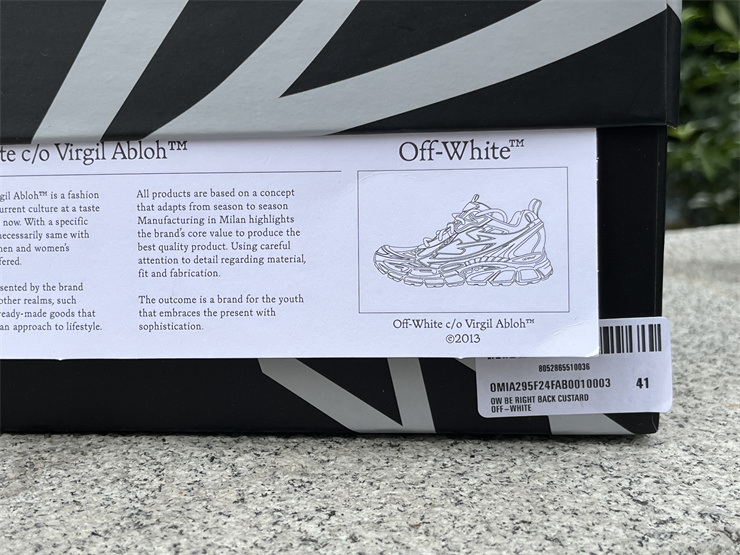 te c/o Virgil Abloh™
gil Abloh™ is a fashion
urrent culture at a taste
now. With a specific
necessarily same with
nen and women's
fered.
sented by the brand
other realms, such
ready-made goods that
an approach to lifestyle.
All products are based on a concept
that adapts from season to season
Manufacturing in Milan highlights
the brand's core value to produce the
best quality product. Using careful
attention to detail regarding material,
fit and fabrication.
The outcome is a brand for the youth
that embraces the present with
sophistication.
Off-White™
Off-White c/o Virgil Abloh™
©2013
8052865510036
OMIA295F24FAB0010003 41
OW BE RIGHT BACK CUSTARD
OFF-WHITE